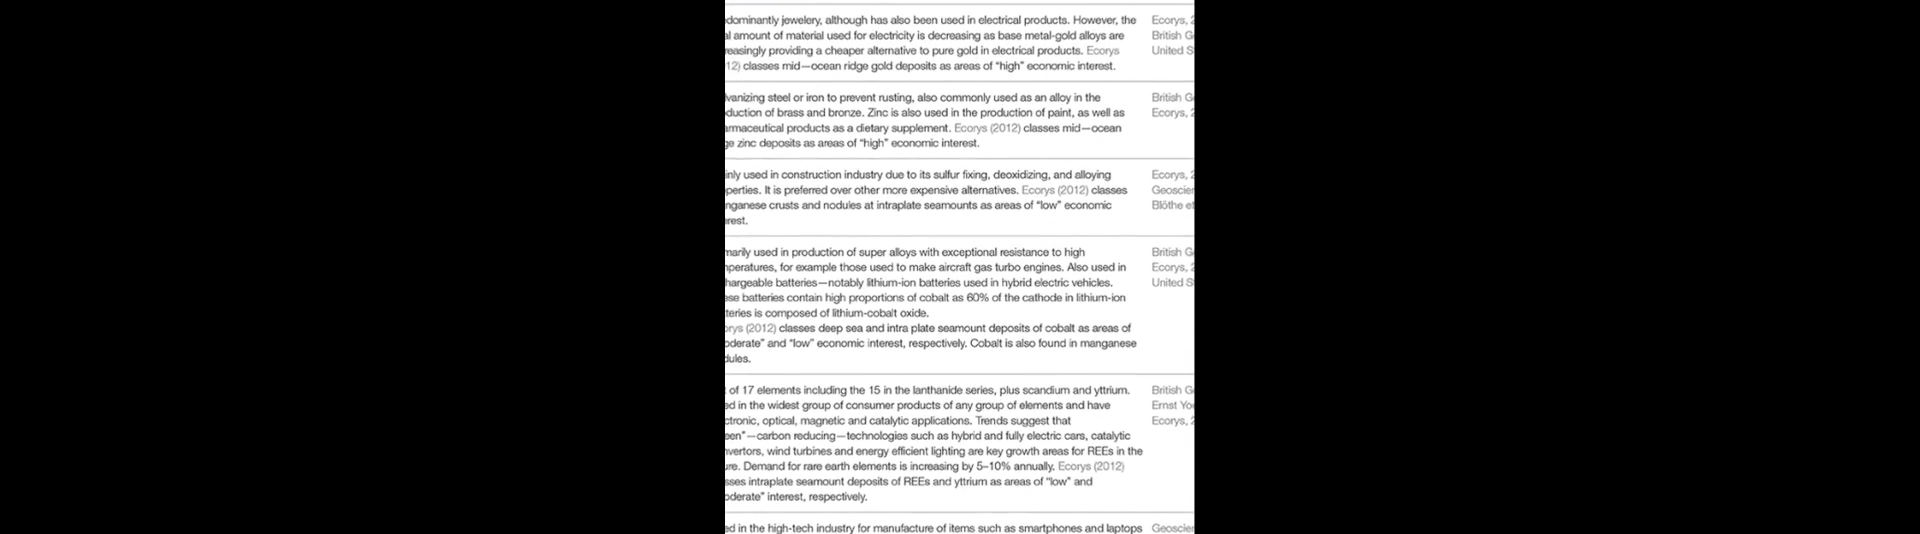 dominantly jewelery, although has also been used in electrical products. However, the Ecorys,
amount of material used for electricity is decreasing as base metal-gold alloys are British
reasingly providing a cheaper alternative to pure gold in electrical products. Ecorys United
12) classes mid—ocean ridge gold deposits as areas of “high” economic interest.
vanizing steel or iron to prevent rusting, also commonly used as an alloy in the British
duction of brass and bronze. Zinc is also used in the production of paint, as well as Ecorys,
rmaceutical products as a dietary supplement. Ecorys (2012) classes mid—ocean
ge zinc deposits as areas of “high” economic interest.
inly used in construction industry due to its sulfur fixing, deoxidizing, and alloying Ecorys,
perties. It is preferred over other more expensive alternatives. Ecorys (2012) classes Geoscien
nganese crusts and nodules at intraplate seamounts as areas of “low” economic Blöthe et
rest.
marily used in production of super alloys with exceptional resistance to high British
mperatures, for example those used to make aircraft gas turbo engines. Also used in Ecorys,
hargeable batteries—notably lithium-ion batteries used in hybrid electric vehicles. United
ese batteries contain high proportions of cobalt as 60% of the cathode in lithium-ion
teries is composed of lithium-cobalt oxide.
orys (2012) classes deep sea and intra plate seamount deposits of cobalt as areas of
oderate” and “low” economic interest, respectively. Cobalt is also found in manganese
dules.
of 17 elements including the 15 in the lanthanide series, plus scandium and yttrium. British
ed in the widest group of consumer products of any group of elements and have Ernst Yo
ctronic, optical, magnetic and catalytic applications. Trends suggest that Ecorys,
een”—carbon reducing—technologies such as hybrid and fully electric cars, catalytic
nvertors, wind turbines and energy efficient lighting are key growth areas for REEs in the
ure. Demand for rare earth elements is increasing by 5–10% annually. Ecorys (2012)
sses intraplate seamount deposits of REEs and yttrium as areas of “low” and
oderate” interest, respectively.
ed in the high-tech industry for manufacture of items such as smartphones and laptops Geoscien